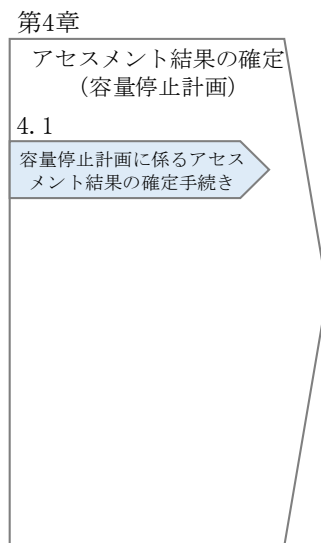 第4章
アセスメント結果の確定
（容量停止計画）
4.1
容量停止計画に係るアセス
メント結果の確定手続き